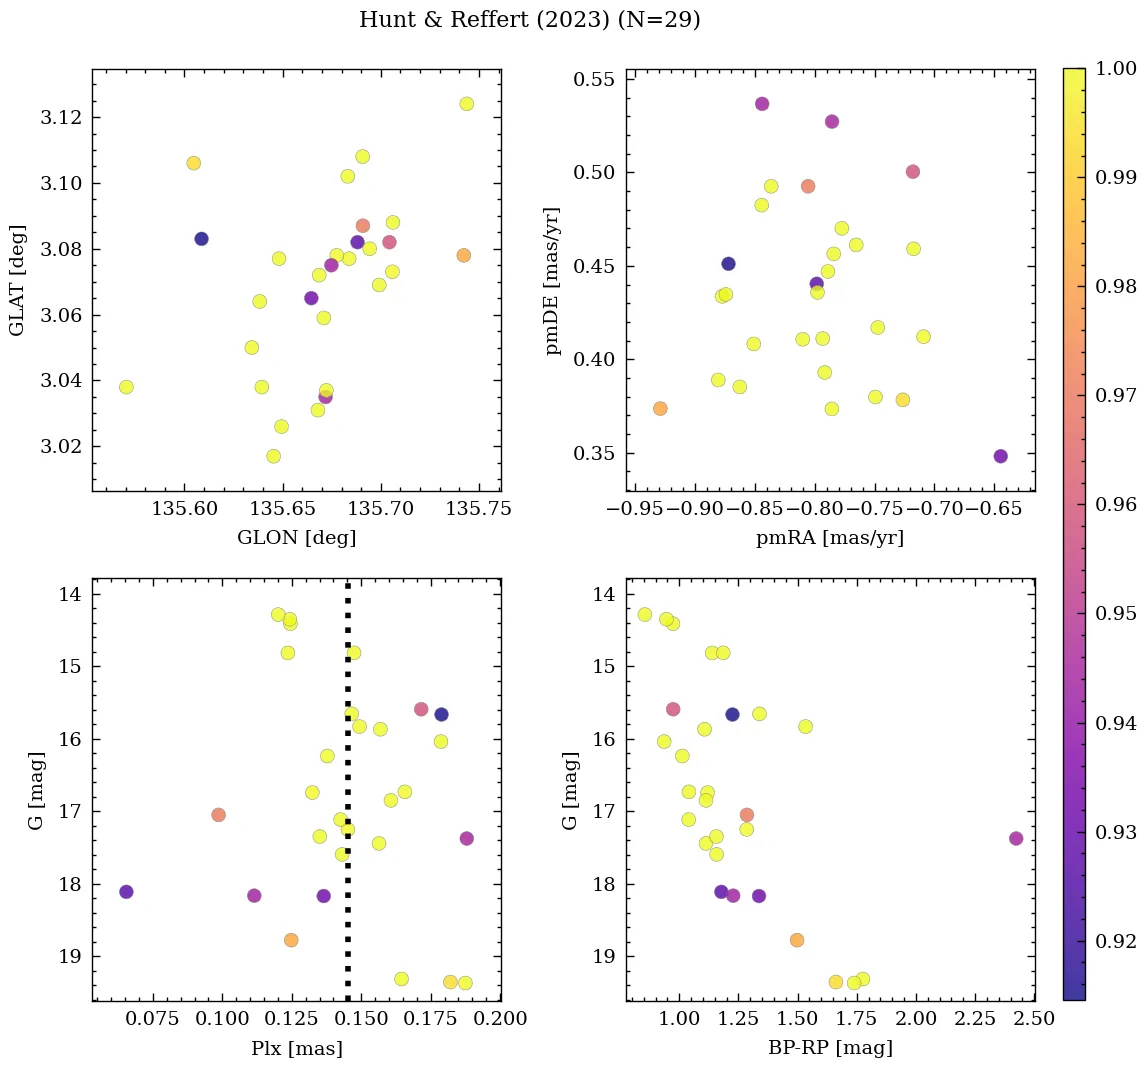 Hunt & Reffert (2023) (N=29)
3.12
3.10
3.08
3.06
3.04
3.02
GLAT [deg]
135.60 135.65 135.70 135.75
GLON [deg]
0.55
0.50
0.45
0.40
0.35
pmDE [mas/yr]
−0.95 −0.90 −0.85 −0.80 −0.75 −0.70 −0.65
pmRA [mas/yr]
14
15
16
17
18
19
G [mag]
0.075 0.100 0.125 0.150 0.175 0.200
Plx [mas]
14
15
16
17
18
19
G [mag]
1.00 1.25 1.50 1.75 2.00 2.25 2.50
BP-RP [mag]
1.00
0.99
0.98
0.97
0.96
0.95
0.94
0.93
0.92